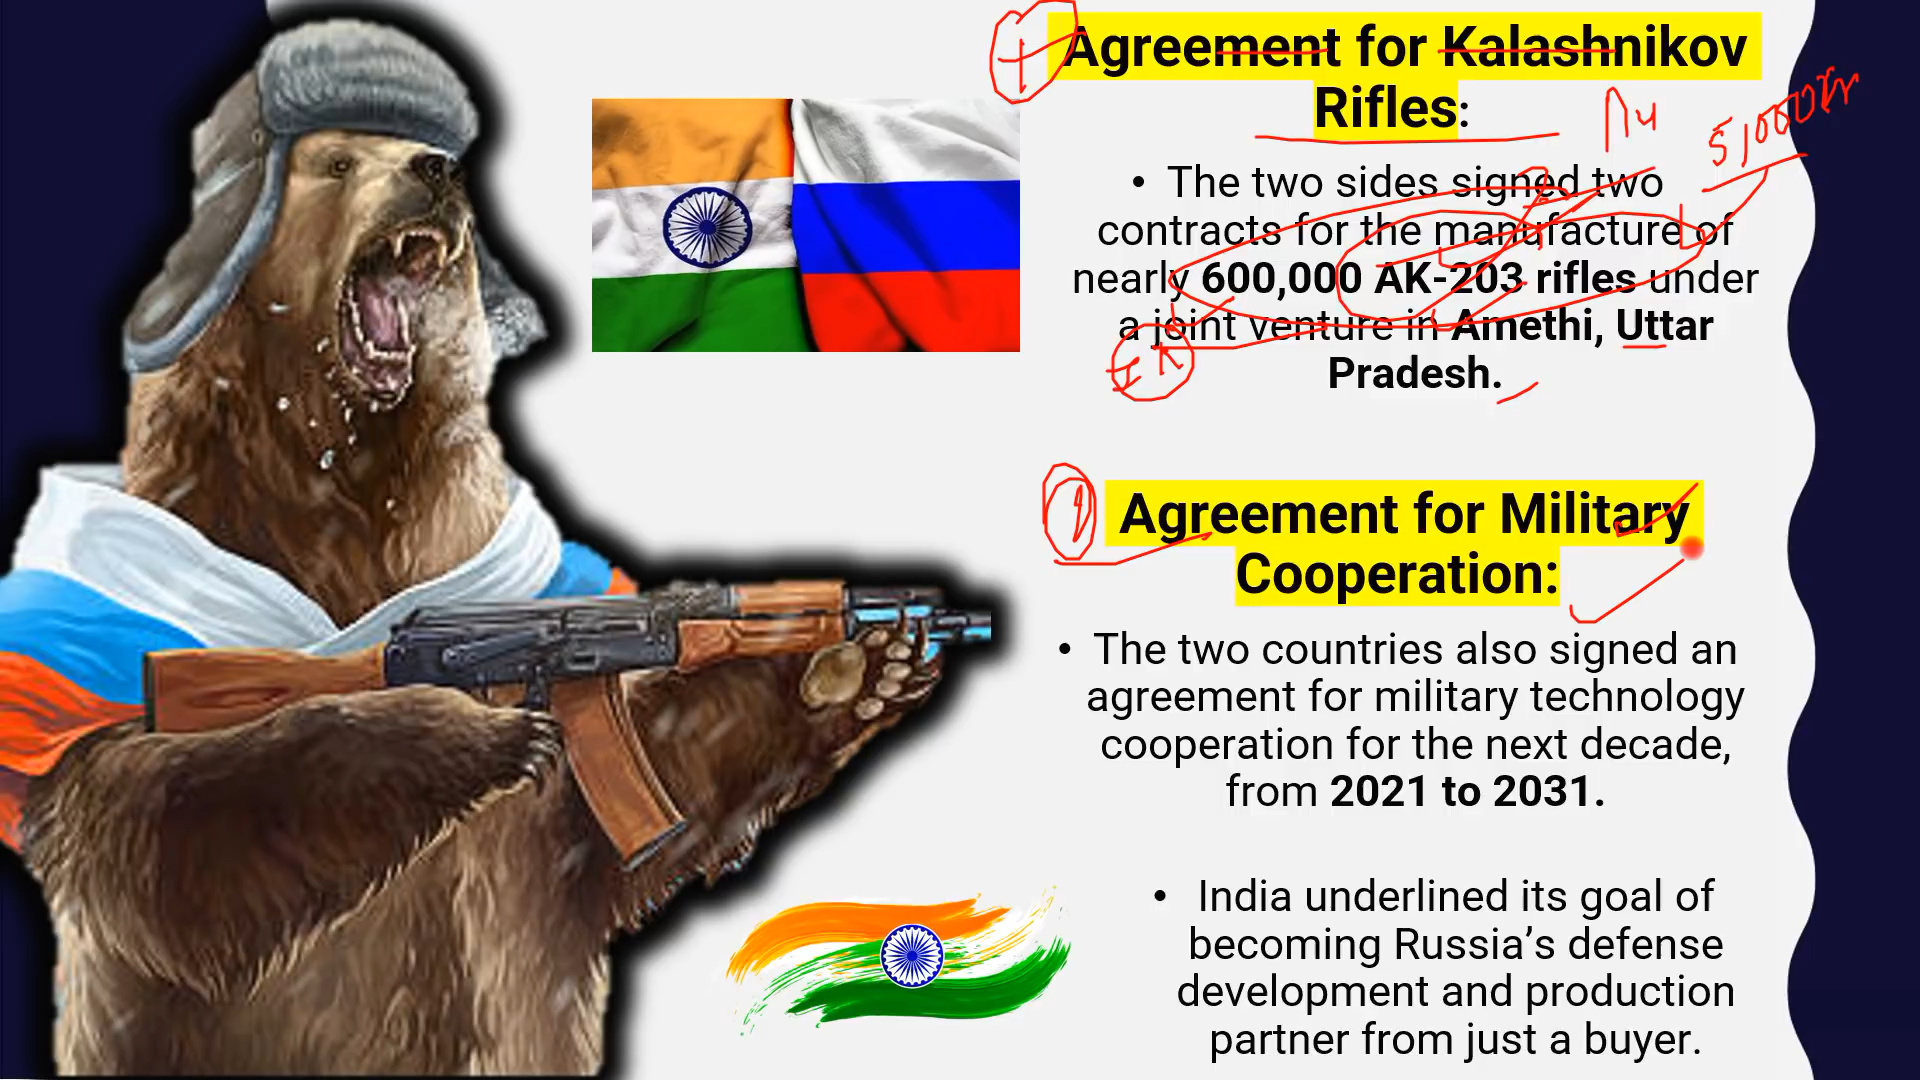 Agreement for Kalashnikov
Rifles:
• The two sides signed two
contracts for the manufacture of
nearly 600,000 AK-203 rifles under
a joint venture in Amethi, Uttar
Pradesh.
Agreement for Military
Cooperation:
• The two countries also signed an
agreement for military technology
cooperation for the next decade,
from 2021 to 2031.
• India underlined its goal of
becoming Russia’s defense
development and production
partner from just a buyer.